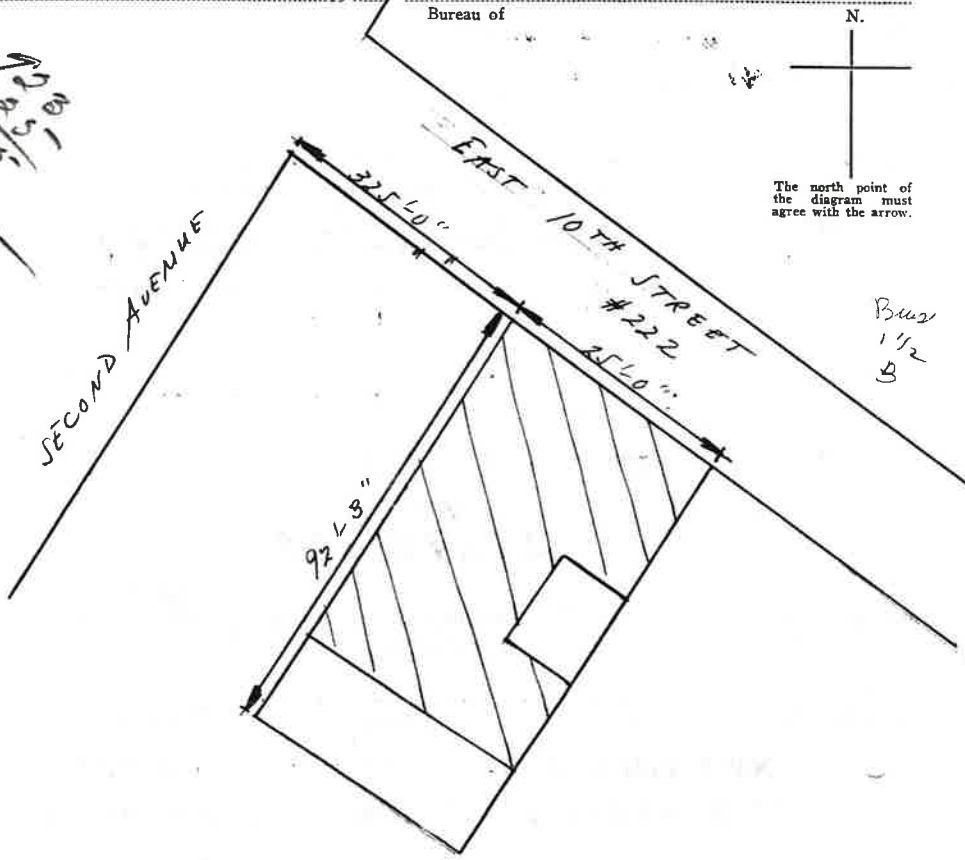 Bureau of
N.
The north point of
the diagram must
agree with the arrow.
EAST 10TH STREET
#222
325'-0"
25'-0"
SECOND AVENUE
92'-3"
1 1/2
B